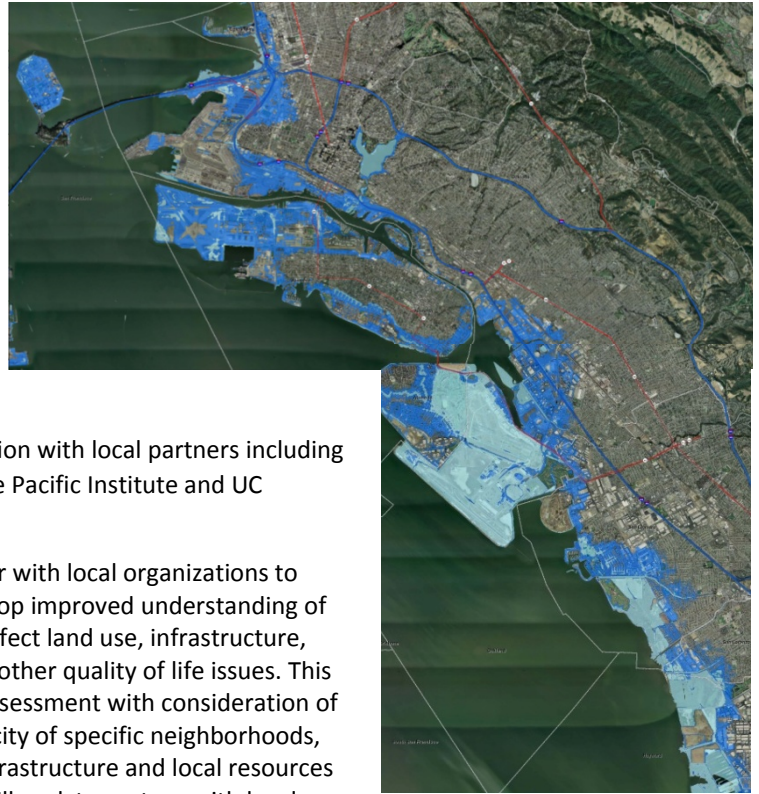 ion with local partners including
e Pacific Institute and UC
r with local organizations to
op improved understanding of
fect land use, infrastructure,
other quality of life issues. This
sessment with consideration of
city of specific neighborhoods,
rastructure and local resources